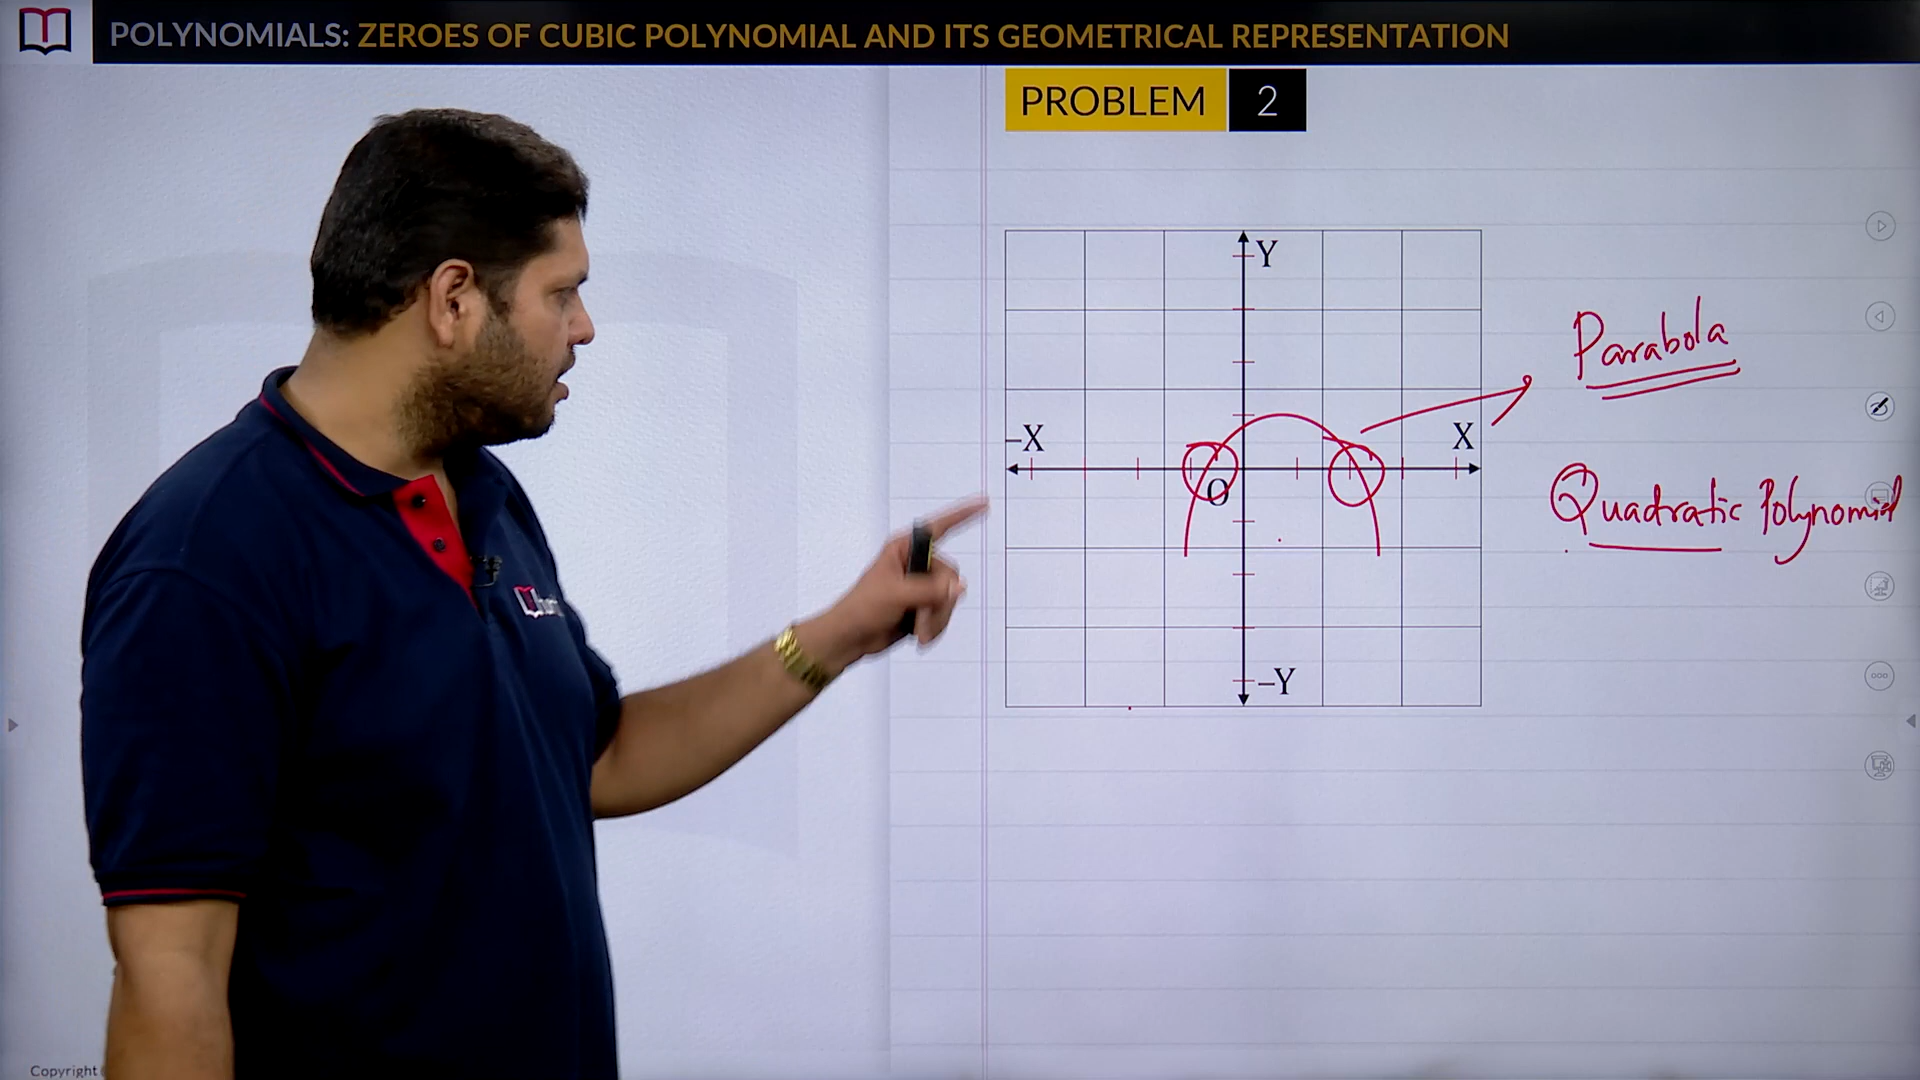 POLYNOMIALS: ZEROES OF CUBIC POLYNOMIAL AND ITS GEOMETRICAL REPRESENTATION
PROBLEM 2
Y
Parabola
–X
X
O
Quadratic Polynomial
–Y
Copyright